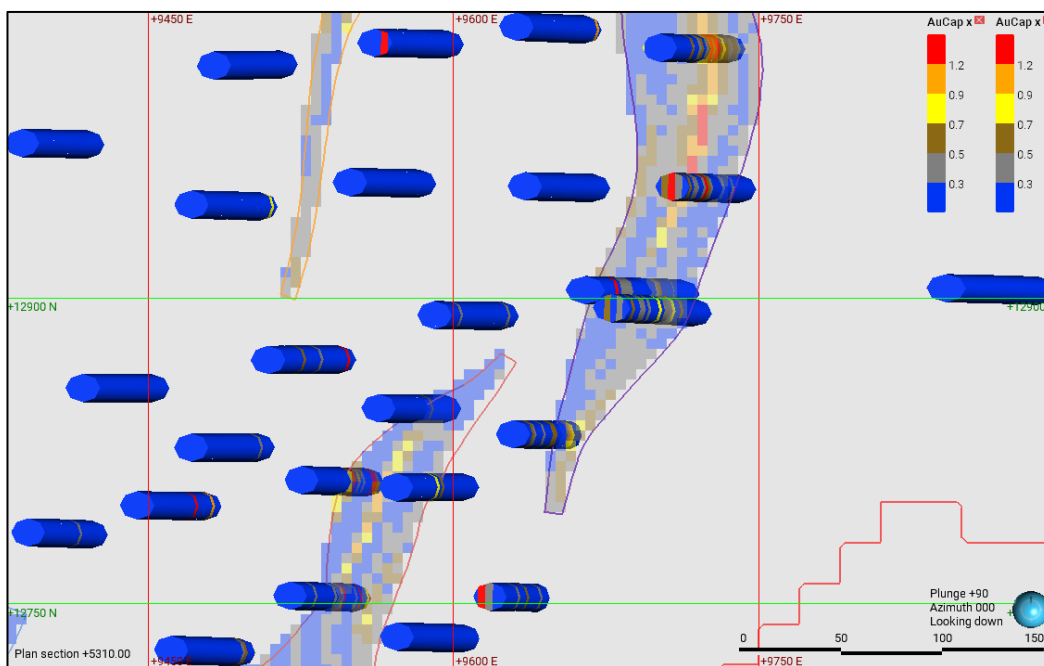 +9450 E
+9600 E
+9750 E
AuCap x
AuCap x
1.2
1.2
0.9
0.9
0.7
0.7
0.5
0.5
0.3
0.3
+12900 N
+12900
+12750 N
Plunge +90
Azimuth 000
Looking down
0
50
100
150
Plan section +5310.00
+9450 E
+9600 E
+9750 E